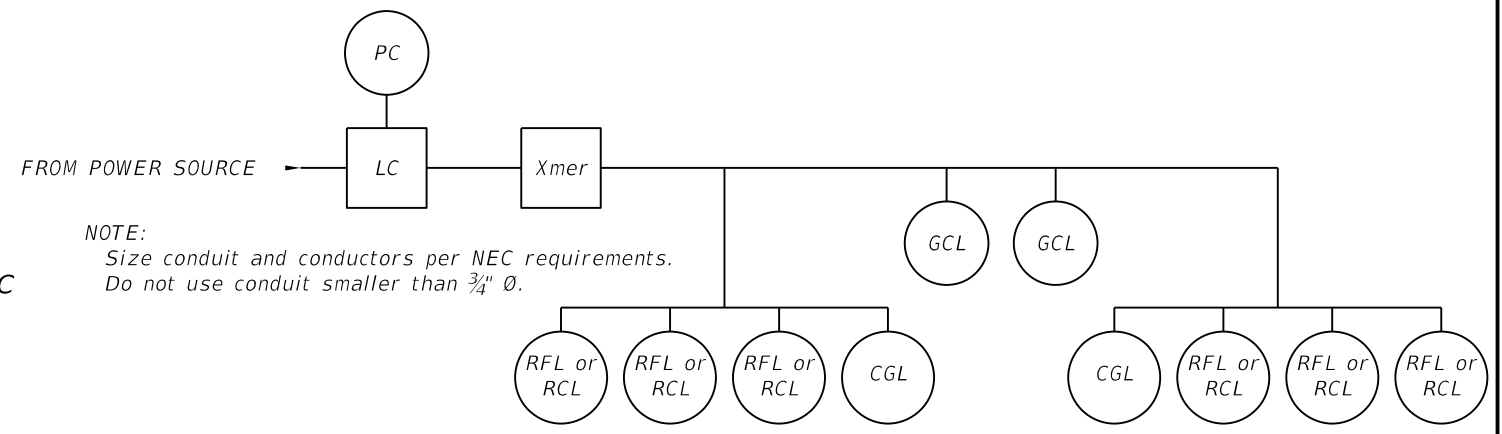 PC
FROM POWER SOURCE
LC
Xmer
NOTE:
Size conduit and conductors per NEC requirements.
Do not use conduit smaller than ¾" Ø.
C
GCL
GCL
RFL or
RCL
RFL or
RCL
RFL or
RCL
CGL
CGL
RFL or
RCL
RFL or
RCL
RFL or
RCL